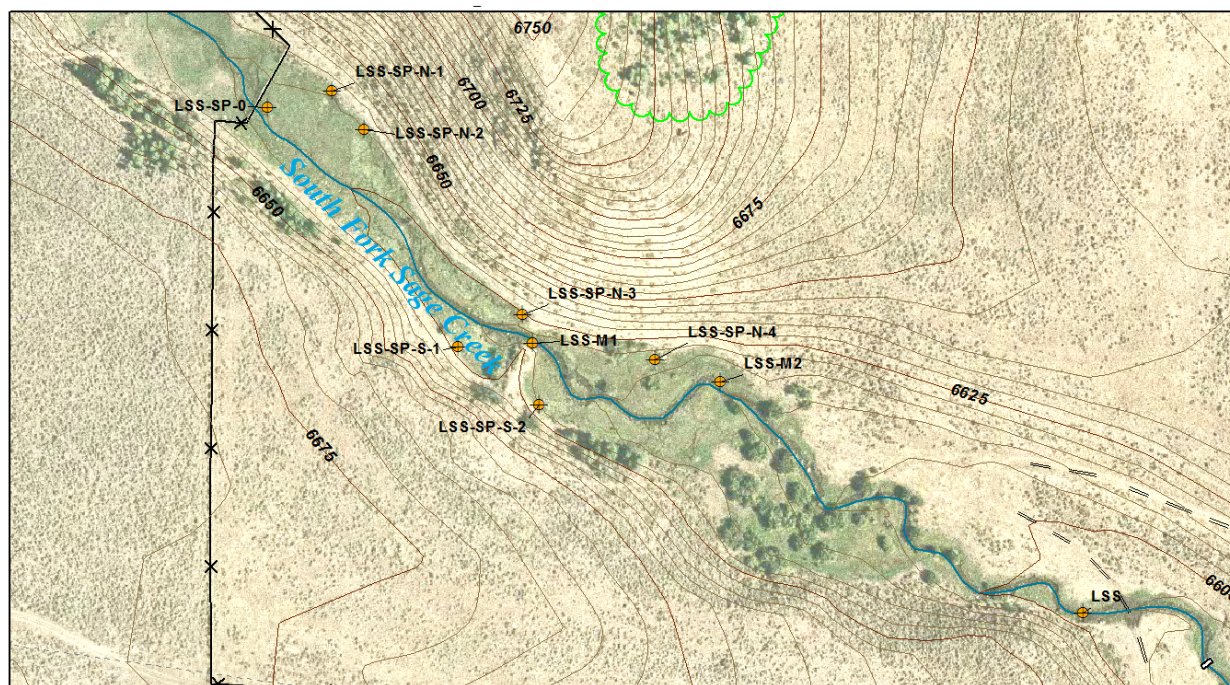 6750
LSS-SP-N-1
6700
LSS-SP-0
6725
LSS-SP-N-2
6650
South Fork Sage Creek
6650
6675
LSS-SP-N-3
LSS-M1
LSS-SP-S-1
LSS-SP-N-4
LSS-M2
6625
LSS-SP-S-2
6675
6600
LSS